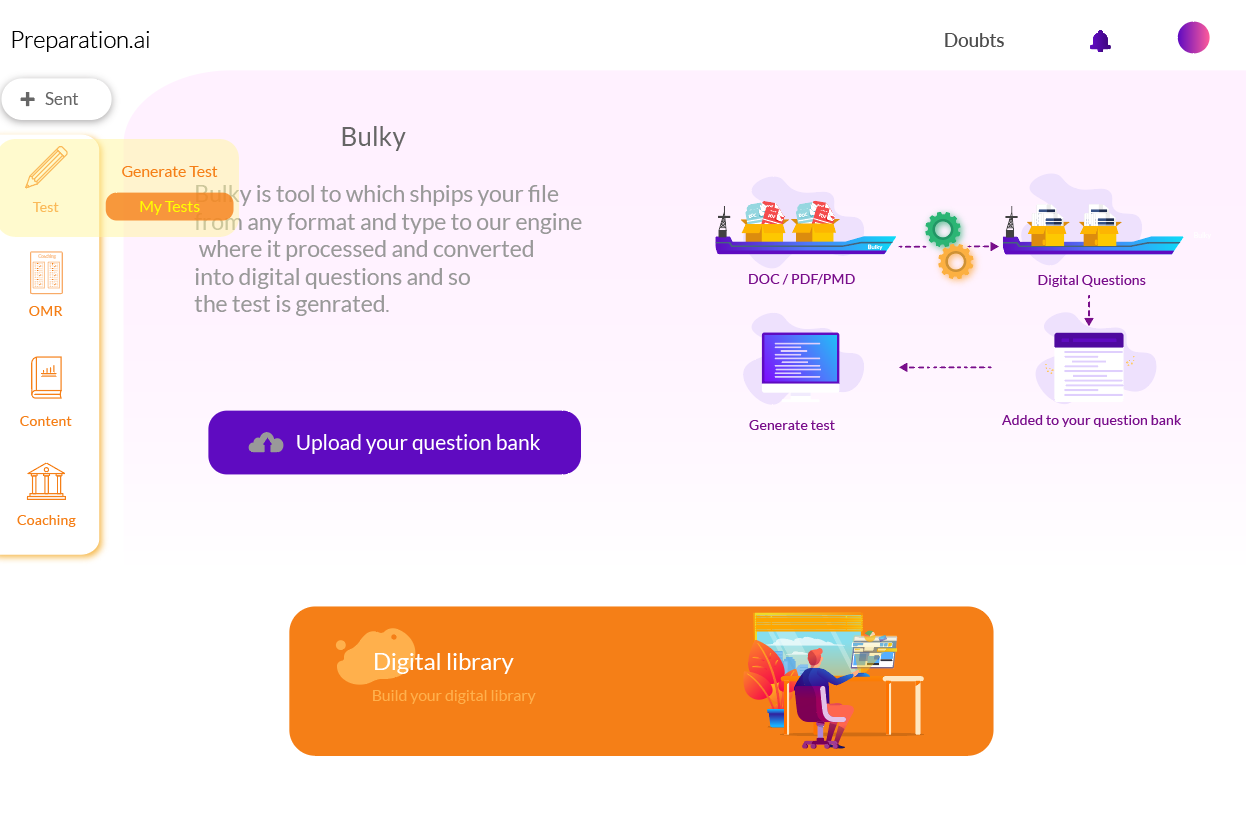 Preparation.ai
Doubts
Sent
Test
Generate Test
My Tests
OMR
Content
Coaching
Bulky
Bulky is tool to which shpips your file
from any format and type to our engine
where it processed and converted
into digital questions and so
the test is genrated.
Upload your question bank
Bulky
DOC / PDF/PMD
Digital Questions
Generate test
Added to your question bank
Digital library
Build your digital library